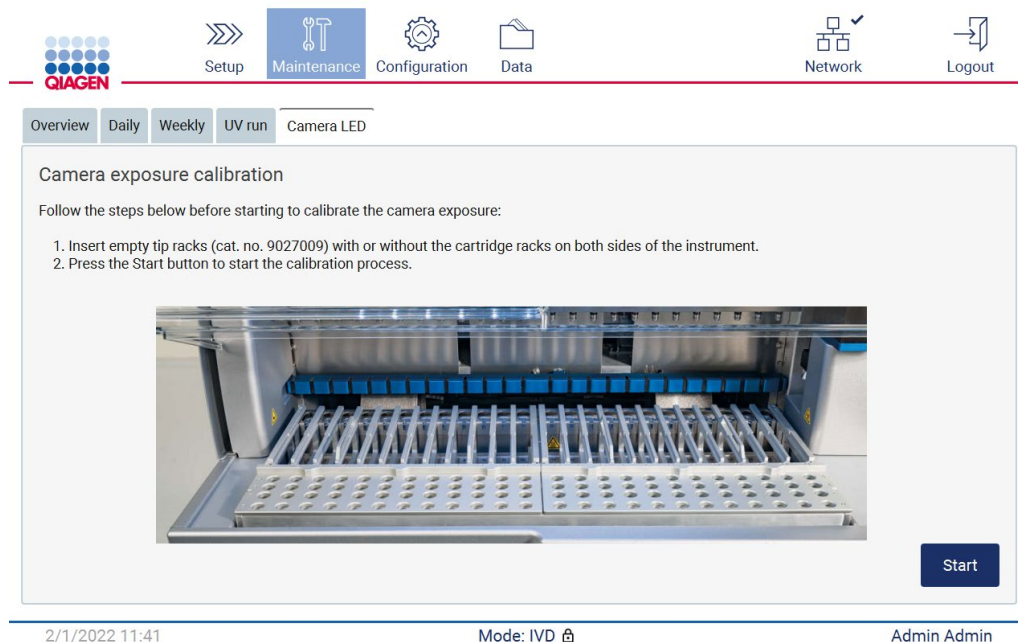 QIAGEN
Setup
Maintenance
Configuration
Data
Network
Logout
Overview
Daily
Weekly
UV run
Camera LED
Camera exposure calibration
Follow the steps below before starting to calibrate the camera exposure:
1. Insert empty tip racks (cat. no. 9027009) with or without the cartridge racks on both sides of the instrument.
2. Press the Start button to start the calibration process.
Start
2/1/2022 11:41
Mode: IVD
Admin Admin